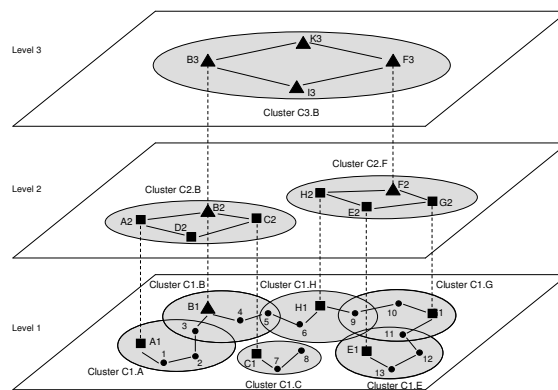 Level 3
K3
B3
F3
I3
Cluster C3.B
Cluster C2.F
Level 2
Cluster C2.B
H2
F2
A2
B2
C2
E2
G2
D2
Cluster C1.B
Cluster C1.H
Cluster C1.G
B1
4
5
H1
9
10
Level 1
3
6
11
A1
C1
7
8
E1
12
1
2
13
Cluster C1.A
Cluster C1.C
Cluster C1.E